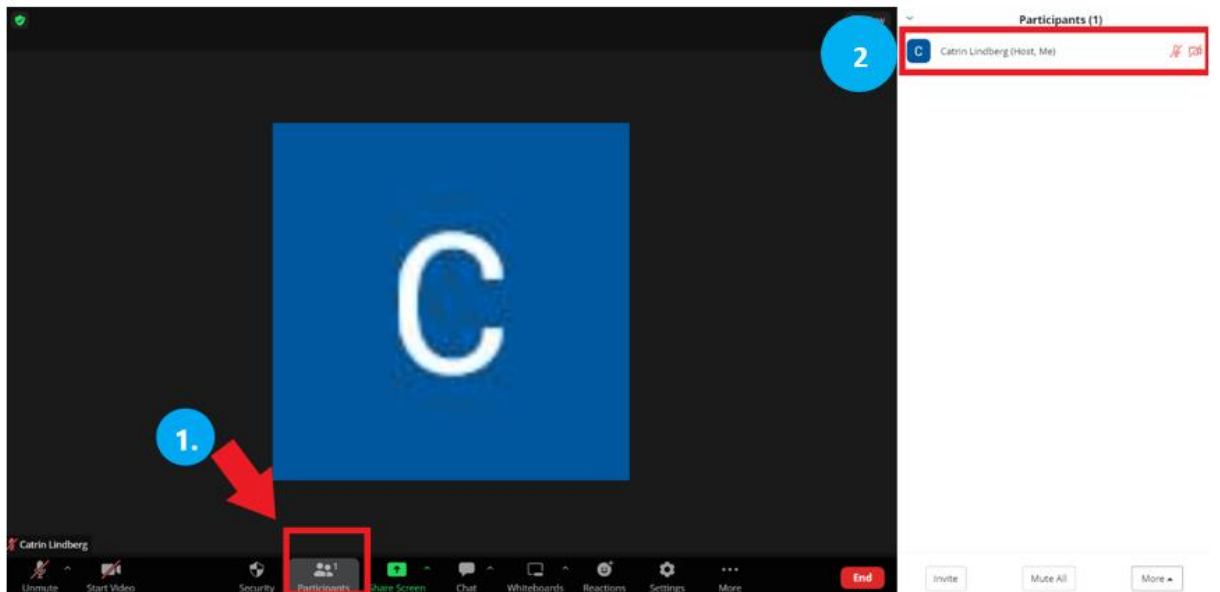 Participants (1)
2
C Catrin Lindberg (Host, Me)
C
1.
Catrin Lindberg
Unmute Start Video Security Participants 1 Share Screen Chat Whiteboards Reactions Settings More End
Invite Mute All More